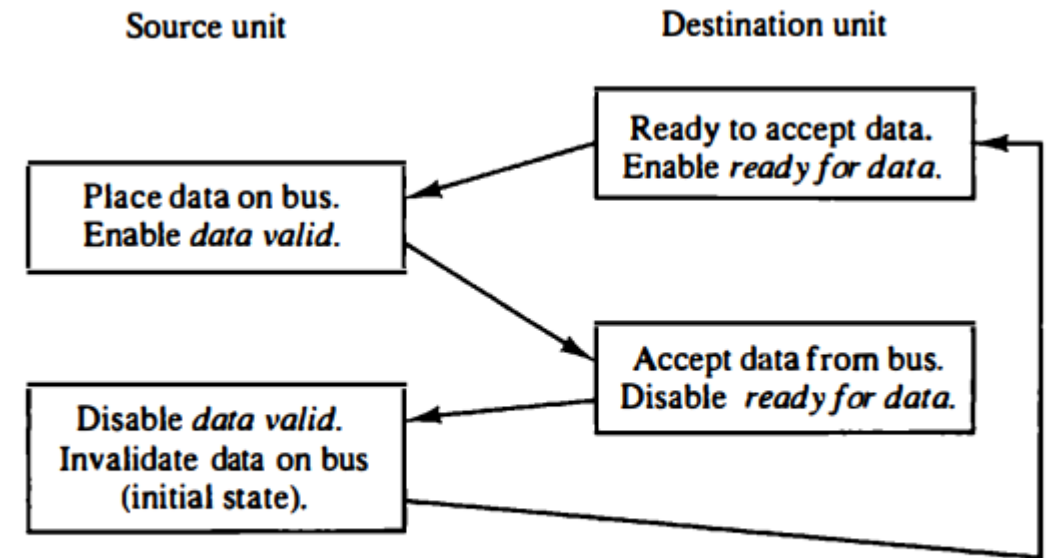 Source unit
Destination unit
Ready to accept data.
Enable ready for data.
Place data on bus.
Enable data valid.
Accept data from bus.
Disable ready for data.
Disable data valid.
Invalidate data on bus
(initial state).